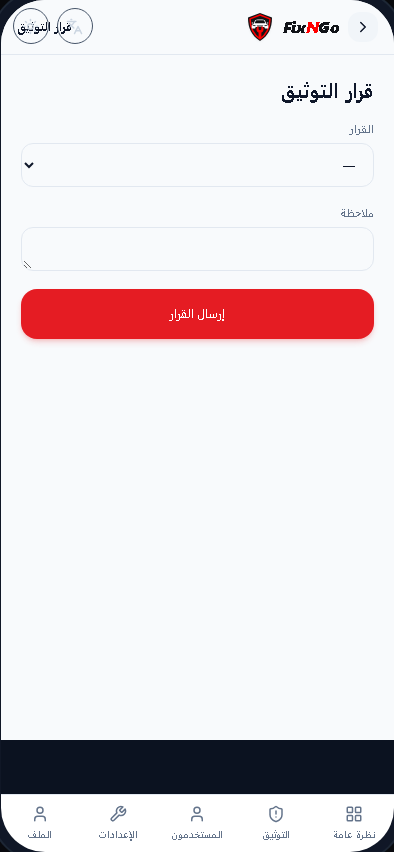 FixNGo
قرار التوثيق
قرار التوثيق
القرار
—
ملاحظة
إرسال القرار
نظرة عامة
التوثيق
المستخدمون
الإعدادات
الملف